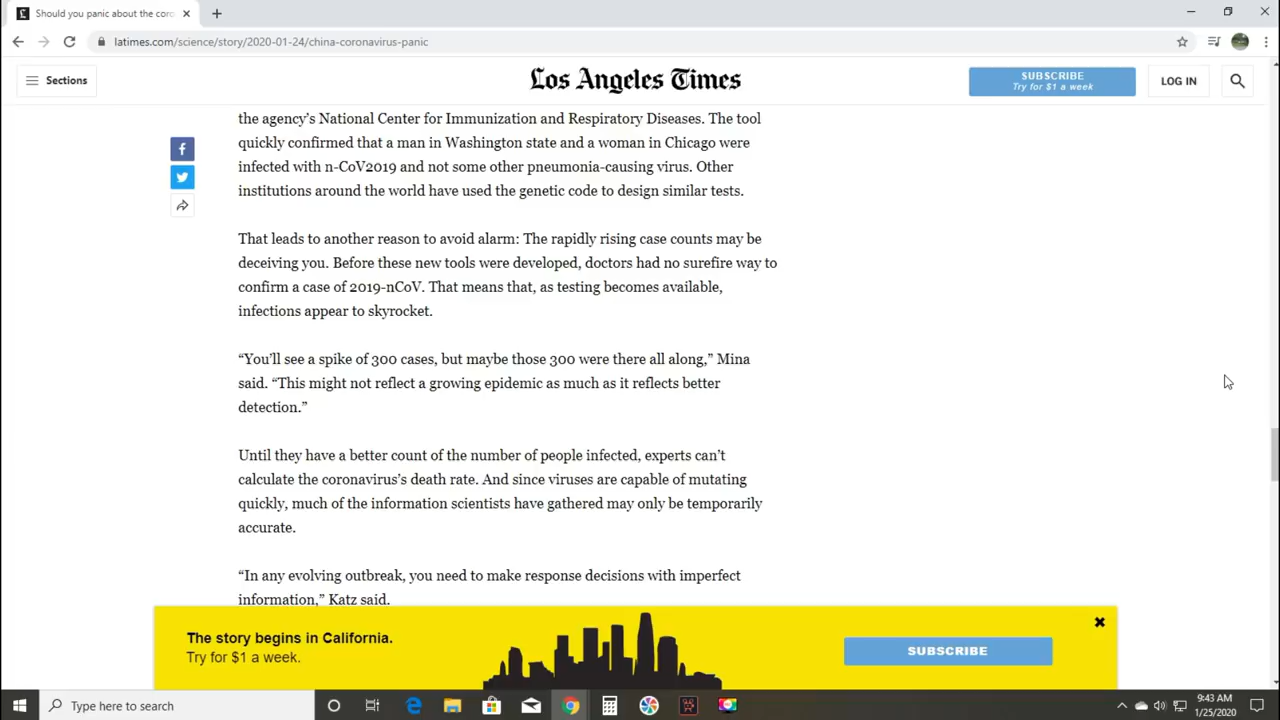 Should you panic about the coro
latimes.com/science/story/2020-01-24/china-coronavirus-panic
Sections
Los Angeles Times
SUBSCRIBE
Try for $1 a week
LOG IN
the agency's National Center for Immunization and Respiratory Diseases. The tool
quickly confirmed that a man in Washington state and a woman in Chicago were
infected with n-CoV2019 and not some other pneumonia-causing virus. Other
institutions around the world have used the genetic code to design similar tests.
That leads to another reason to avoid alarm: The rapidly rising case counts may be
deceiving you. Before these new tools were developed, doctors had no surefire way to
confirm a case of 2019-nCoV. That means that, as testing becomes available,
infections appear to skyrocket.
“You’ll see a spike of 300 cases, but maybe those 300 were there all along,” Mina
said. “This might not reflect a growing epidemic as much as it reflects better
detection.”
Until they have a better count of the number of people infected, experts can’t
calculate the coronavirus’s death rate. And since viruses are capable of mutating
quickly, much of the information scientists have gathered may only be temporarily
accurate.
“In any evolving outbreak, you need to make response decisions with imperfect
information,” Katz said.
The story begins in California.
Try for $1 a week.
SUBSCRIBE
Type here to search
9:43 AM
1/25/2020